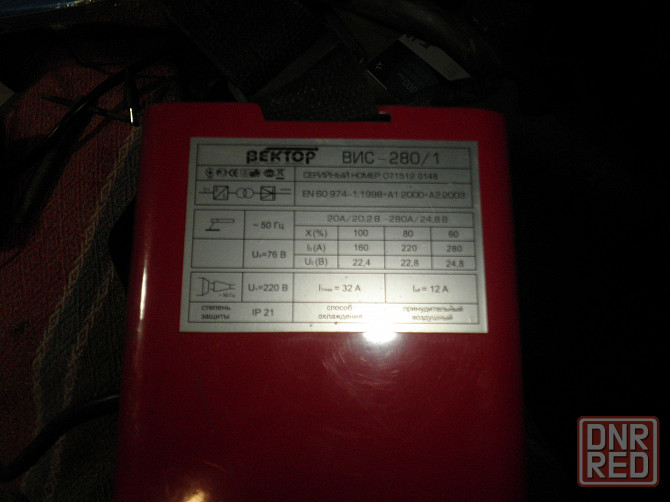 ВЕКТОР ВИС-280/1
СЕРИЙНЫЙ НОМЕР 071512 0148
EN 60 974-1:1998+A1:2000+A2:2003
20А/20,2 В -280А/24,8 В
~ 50 Гц X(%) 100 80 60
I₂(А) 160 220 280
U₀=76 В U₂(В) 22,4 22,8 24,8
U₁=220 В I₁max = 32 А I₁eff = 12 А
степень защиты IP 21 способ охлаждения принудительный воздушный
DNR
RED